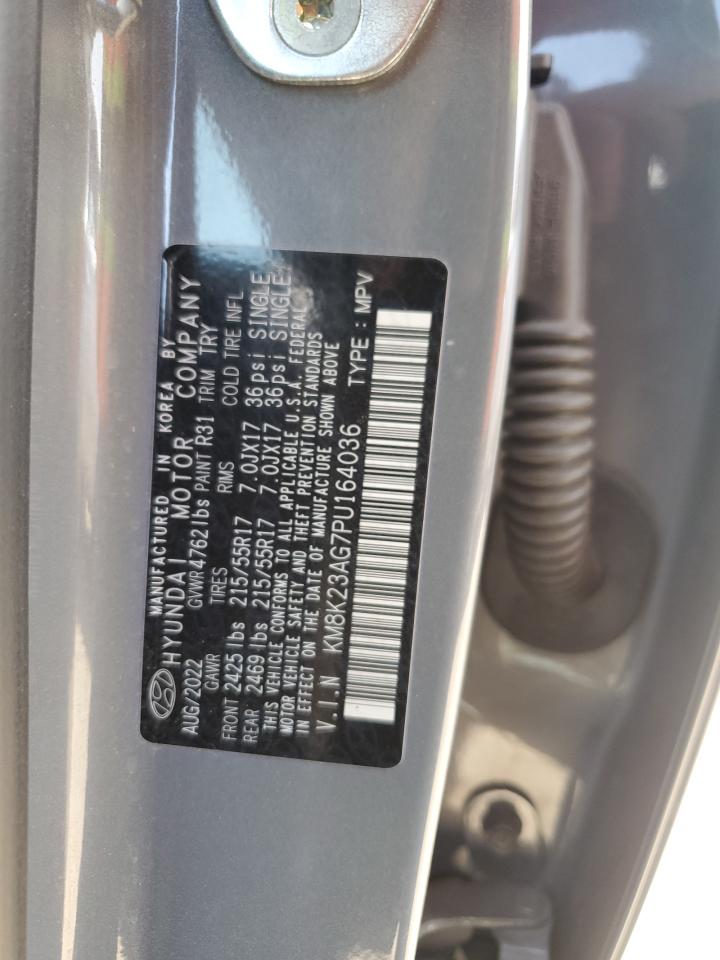 MANUFACTURED IN KOREA BY
HYUNDAI MOTOR COMPANY
AUG/2022 GVWR 4762 lbs PAINT R31 TRIM TRY
GAWR TIRES RIMS COLD TIRE INFL
FRONT 2425 lbs 215/55R17 7.0JX17 36psi SINGLE
REAR 2469 lbs 215/55R17 7.0JX17 36psi SINGLE
THIS VEHICLE CONFORMS TO ALL APPLICABLE U.S.A. FEDERAL
MOTOR VEHICLE SAFETY AND THEFT PREVENTION STANDARDS
IN EFFECT ON THE DATE OF MANUFACTURE SHOWN ABOVE
V.I.N KM8K23AG7PU164036 TYPE : MPV